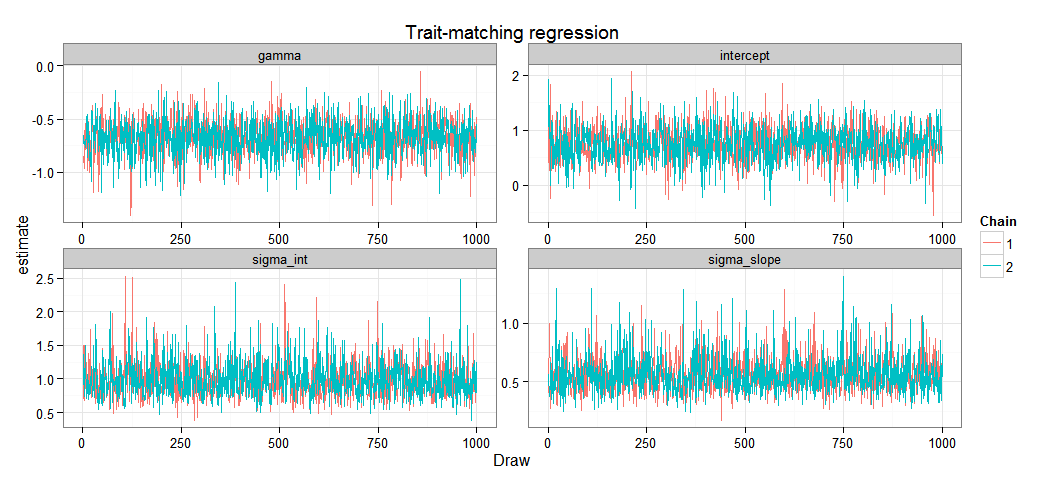 Trait-matching regression
gamma
intercept
0.0
-0.5
-1.0
2
1
0
0 250 500 750 1000
0 250 500 750 1000
estimate
sigma_int
sigma_slope
2.5
2.0
1.5
1.0
0.5
1.0
0.5
0 250 500 750 1000
0 250 500 750 1000
Draw
Chain
1
2